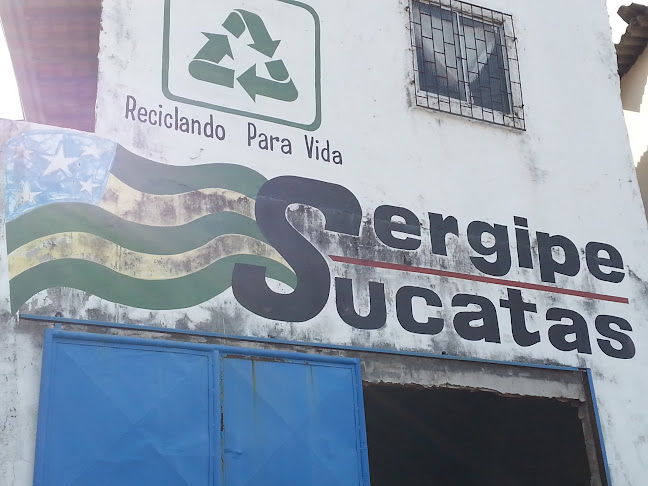 Reciclando Para Vida
Sergipe
Sucatas